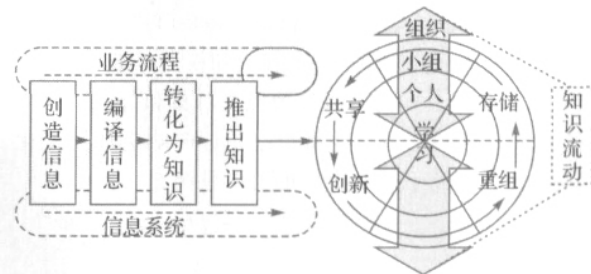 业务流程
创造信息
编译信息
转化为知识
推出知识
信息系统
组织
小组
个人
学习
共享
存储
创新
重组
知识流动